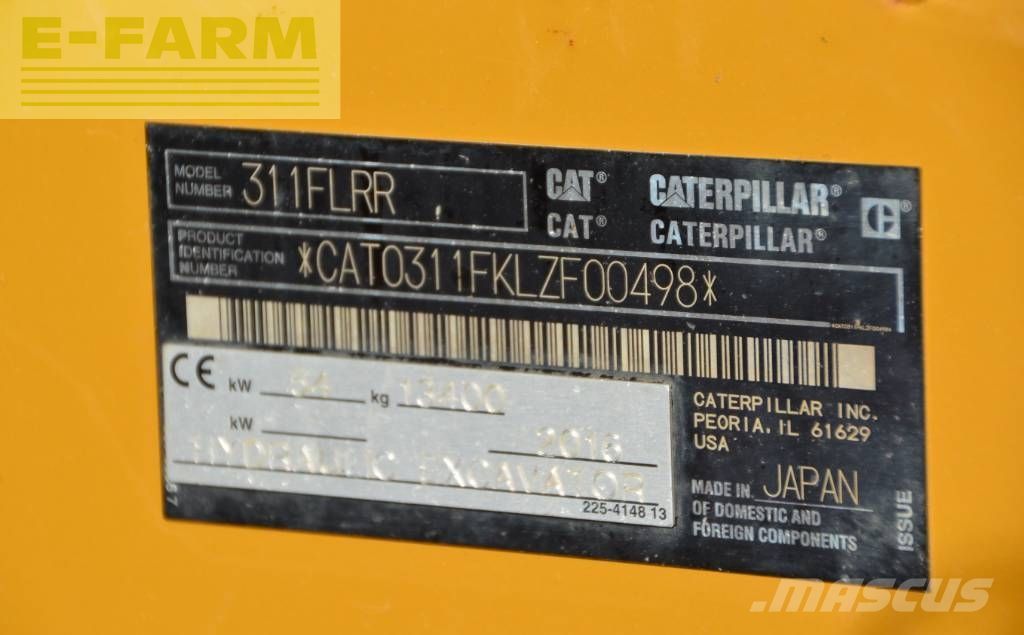 E-FARM
MODEL NUMBER 311FLRR
CAT® CATERPILLAR®
CAT® CATERPILLAR®
PRODUCT IDENTIFICATION NUMBER *CAT0311FKLZF00498*
CE kW 54 kg 13400
kW 2016
HYDRAULIC EXCAVATOR
225-4148 13
CATERPILLAR INC.
PEORIA, IL 61629
USA
MADE IN JAPAN
OF DOMESTIC AND
FOREIGN COMPONENTS
ISSUE
MASCUS